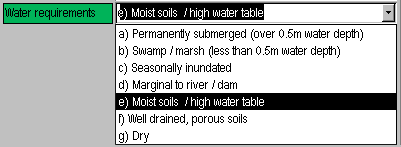 Water requirements
e) Moist soils / high water table
a) Permanently submerged (over 0.5m water depth)
b) Swamp / marsh (less than 0.5m water depth)
c) Seasonally inundated
d) Marginal to river / dam
e) Moist soils / high water table
f) Well drained, porous soils
g) Dry